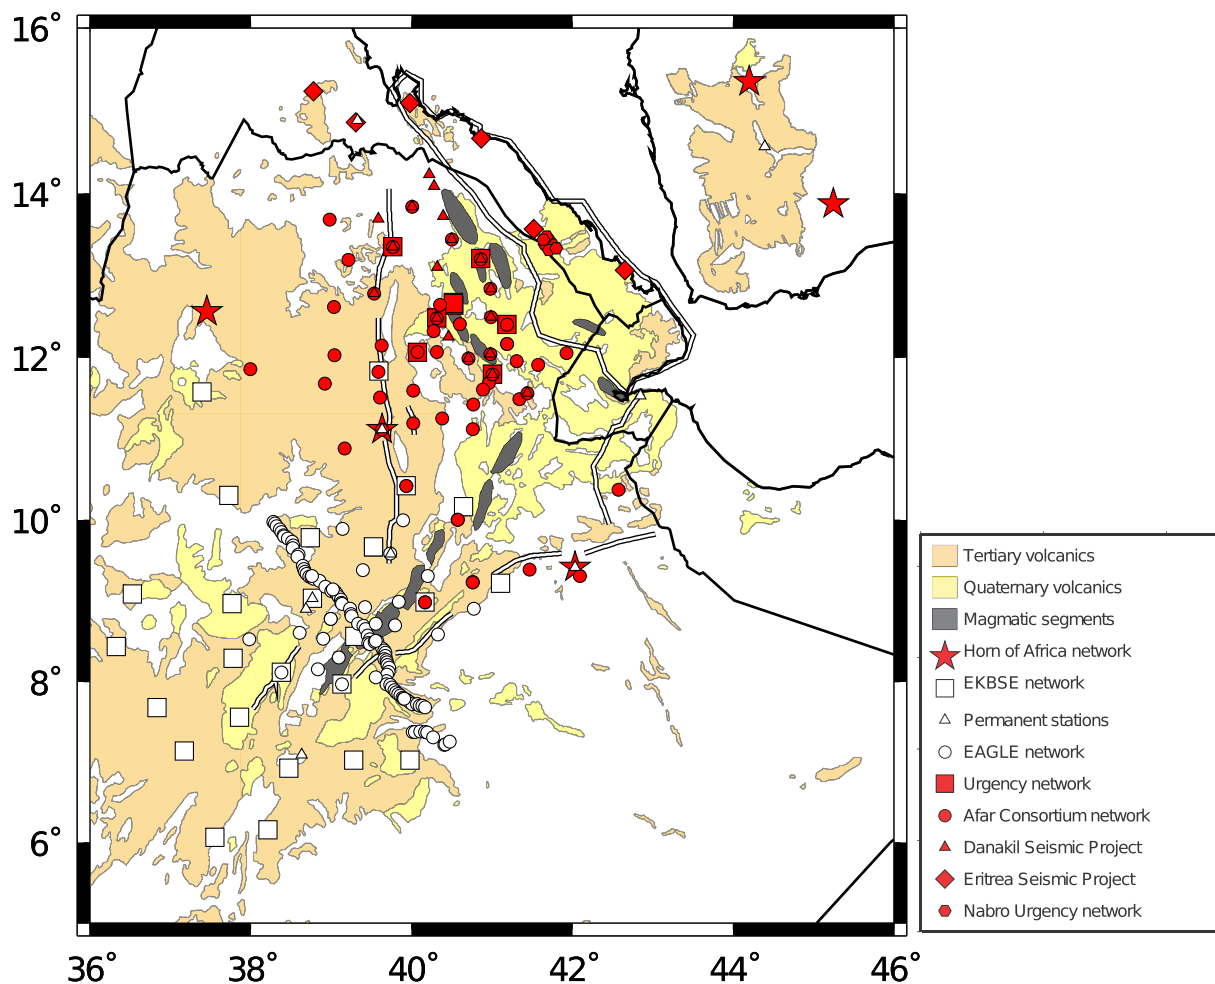 16°
14°
12°
10°
8°
6°
36° 38° 40° 42° 44° 46°
Tertiary volcanics
Quaternary volcanics
Magmatic segments
Horn of Africa network
EKBSE network
Permanent stations
EAGLE network
Urgency network
Afar Consortium network
Danakil Seismic Project
Eritrea Seismic Project
Nabro Urgency network